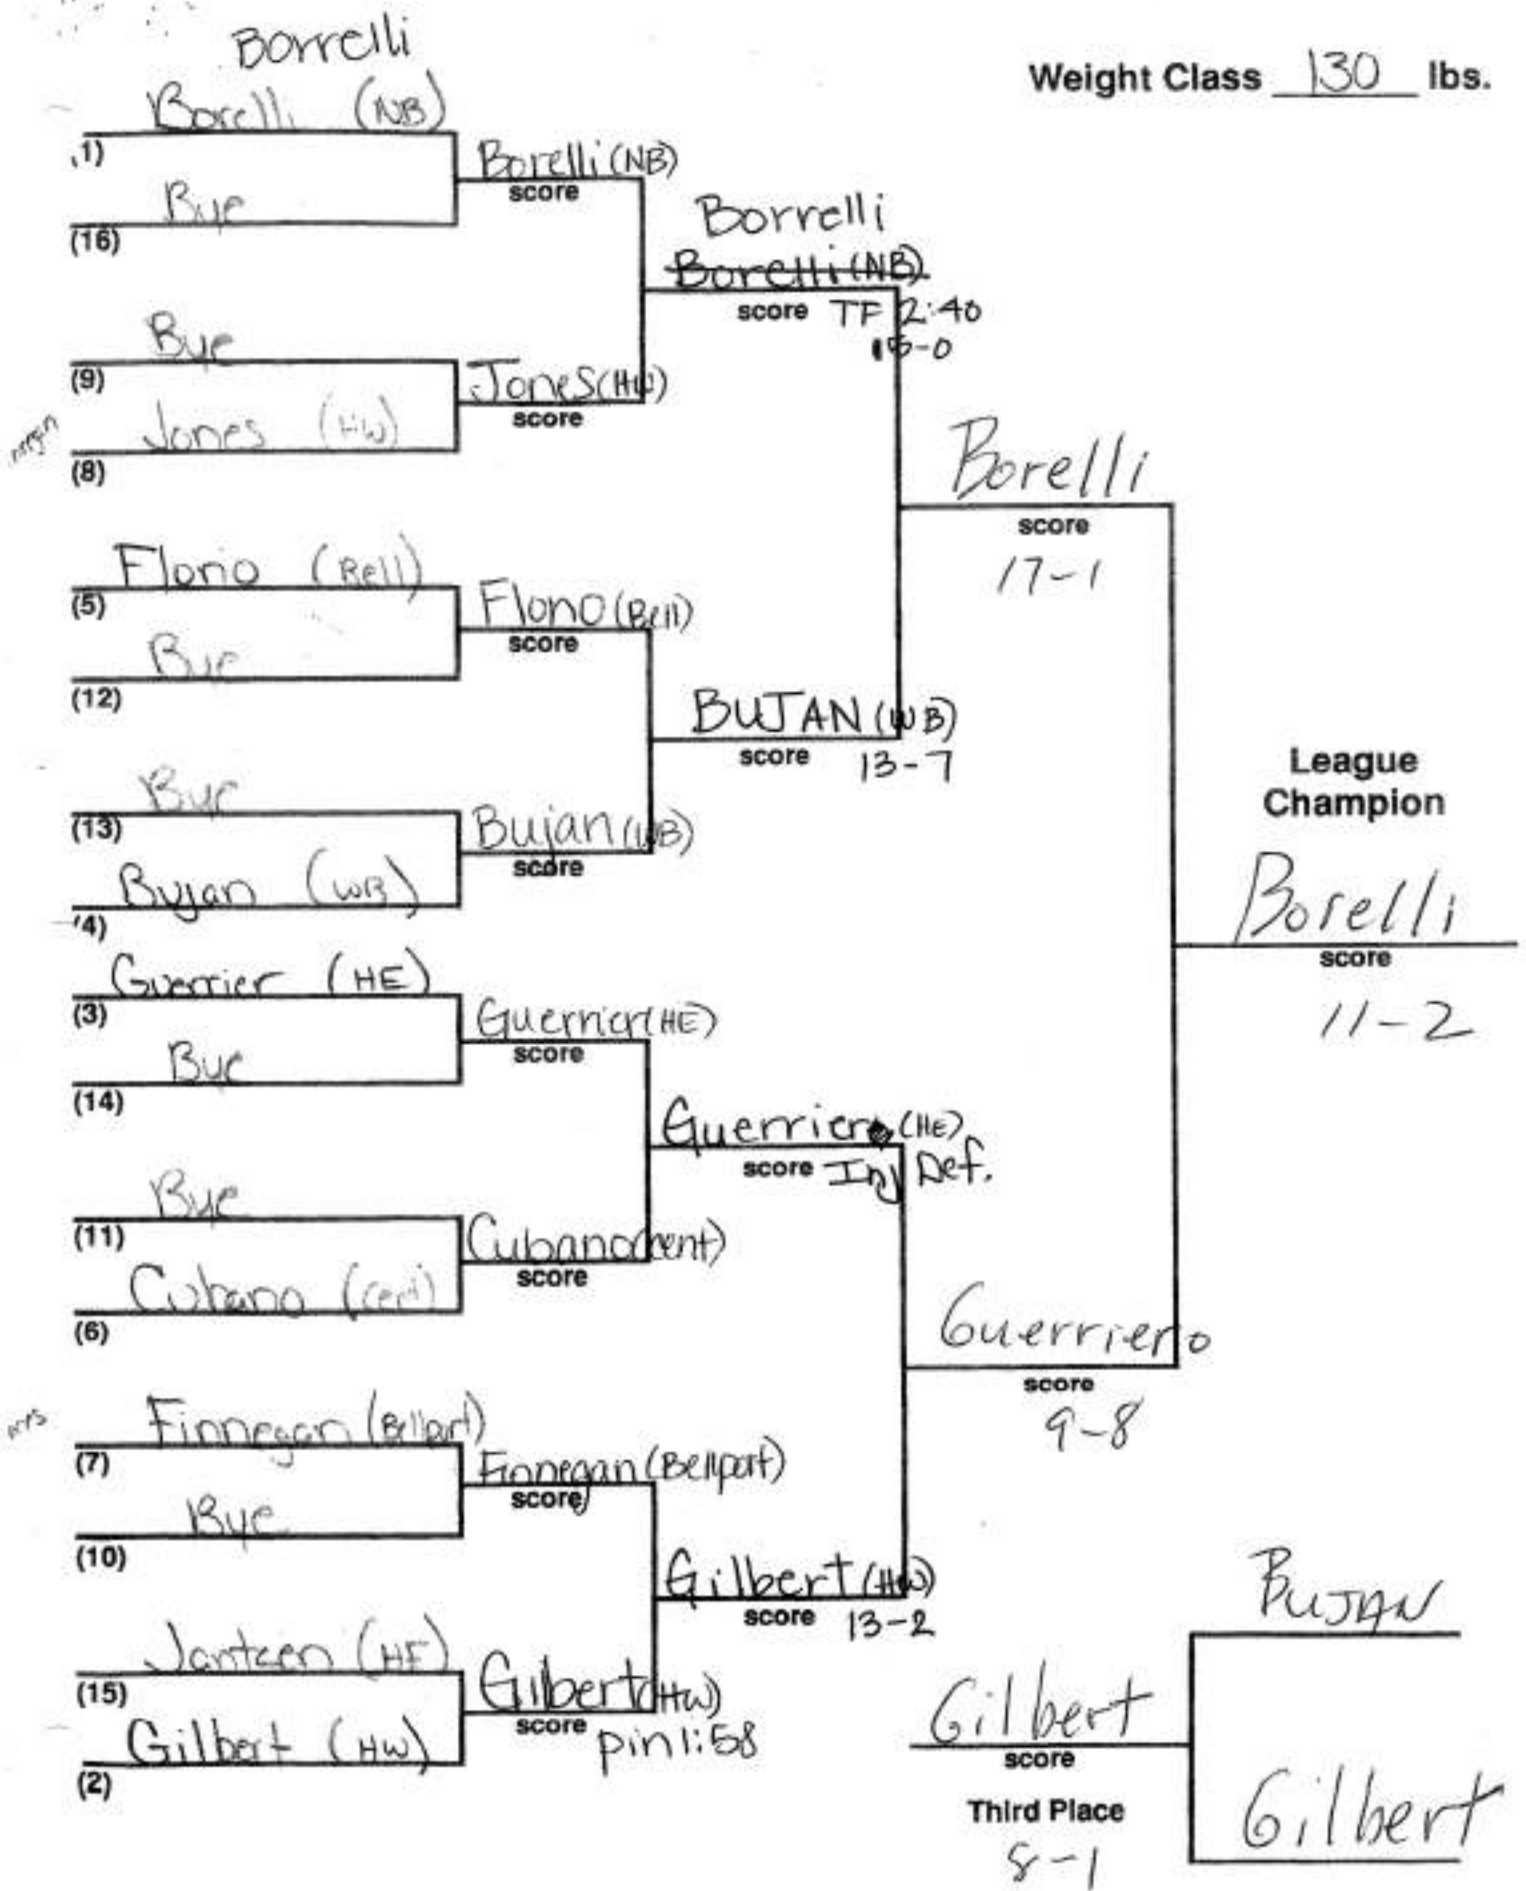 Borrelli
Weight Class 130 lbs.
Borelli (NB)
1)
Borelli (NB)
score
Bye
(16)
Borrelli
Borelli (NB)
score TF 2:40
15-0
Bye
(9)
Jones (HW)
score
Jones (HW)
(8)
Borelli
score
17-1
Florio (Bell)
(5)
Florio (Bell)
score
Bye
(12)
BUJAN (WB)
score 13-7
League
Champion
Bye
(13)
Bujan (WB)
score
Bujan (WB)
4)
Borelli
score
11-2
Guerrier (HE)
(3)
Guerrier (HE)
score
Bye
(14)
Guerriero (HE)
score Inj Def.
Bye
(11)
Cubano (cent)
score
Cubano (cent)
(6)
Guerriero
score
9-8
Finnegan (Bellport)
(7)
Finnegan (Bellport)
score
Bye
(10)
Gilbert (HW)
score 13-2
BUJAN
Jantzen (HE)
(15)
Gilbert (HW)
score pin 1:58
Gilbert
score
Gilbert (HW)
(2)
Third Place
8-1
Gilbert